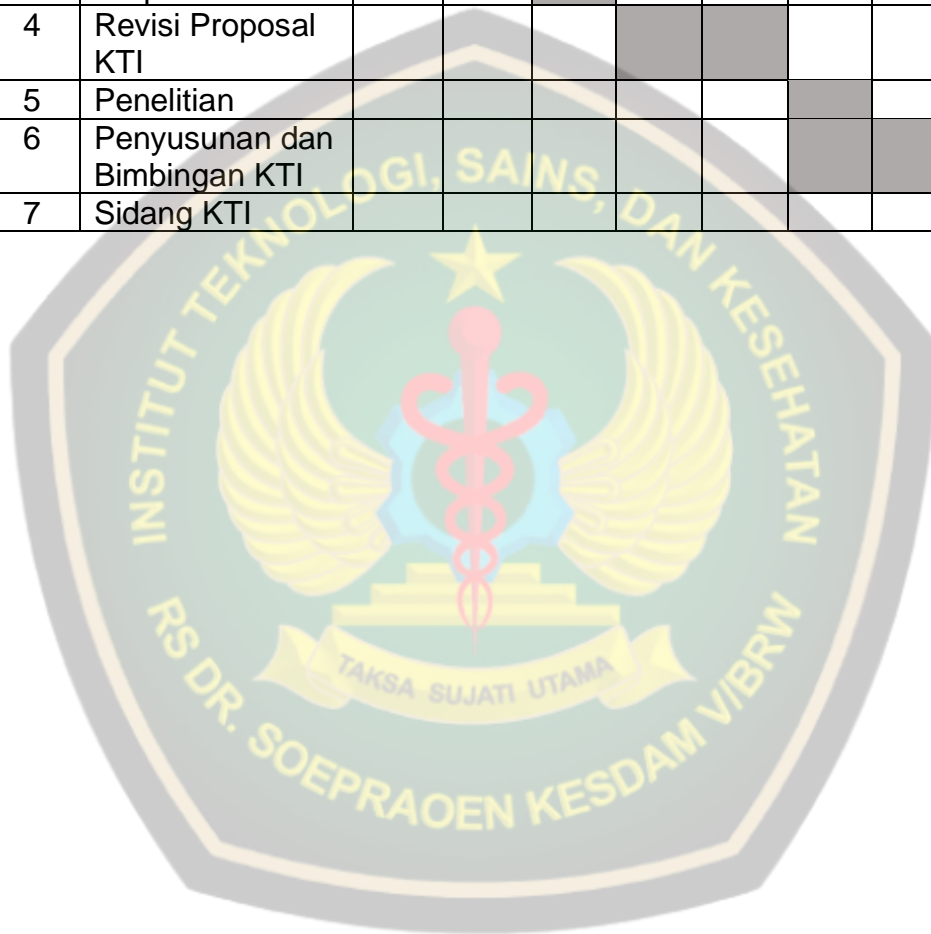 4 Revisi Proposal
KTI
5 Penelitian
6 Penyusunan dan
Bimbingan KTI
7 Sidang KTI
INSTITUT TEKNOLOGI, SAINS, DAN KESEHATAN
TAKSA SUJATI UTAMA
RS DR. SOEPRAOEN KESDAM V/BRW